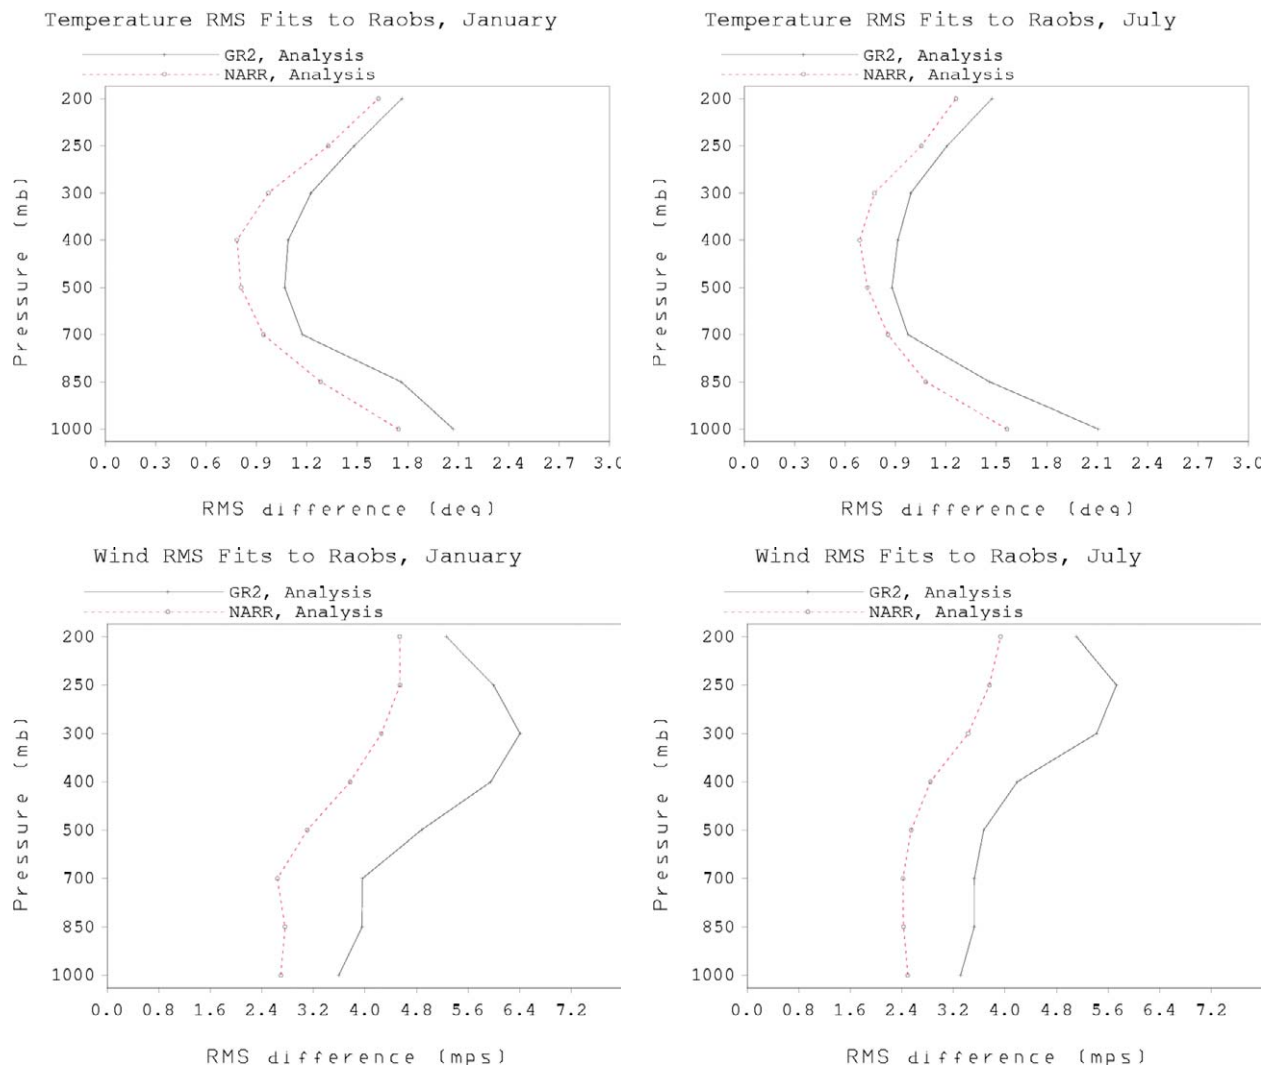 Temperature RMS Fits to Raobs, January
GR2, Analysis
NARR, Analysis
200
250
300
400
500
700
850
1000
Pressure (mb)
0.0 0.3 0.6 0.9 1.2 1.5 1.8 2.1 2.4 2.7 3.0
RMS difference (deg)
Temperature RMS Fits to Raobs, July
GR2, Analysis
NARR, Analysis
200
250
300
400
500
700
850
1000
Pressure (mb)
0.0 0.3 0.6 0.9 1.2 1.5 1.8 2.1 2.4 2.7 3.0
RMS difference (deg)
Wind RMS Fits to Raobs, January
GR2, Analysis
NARR, Analysis
200
250
300
400
500
700
850
1000
Pressure (mb)
0.0 0.8 1.6 2.4 3.2 4.0 4.8 5.6 6.4 7.2
RMS difference (mps)
Wind RMS Fits to Raobs, July
GR2, Analysis
NARR, Analysis
200
250
300
400
500
700
850
1000
Pressure (mb)
0.0 0.8 1.6 2.4 3.2 4.0 4.8 5.6 6.4 7.2
RMS difference (mps)